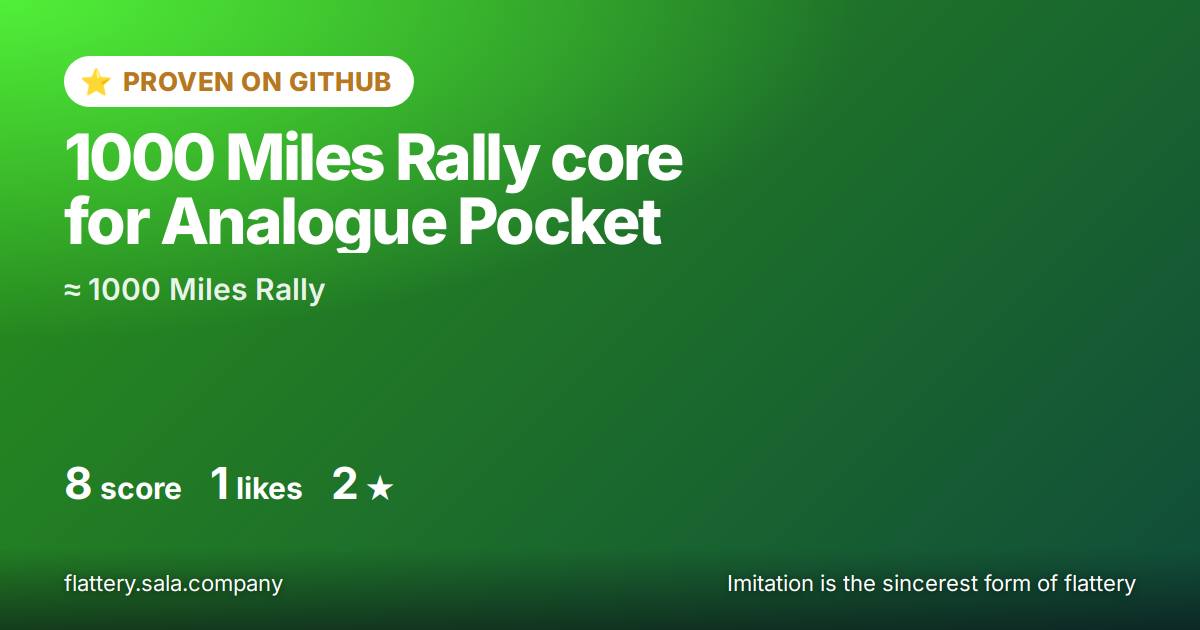 ⭐ PROVEN ON GITHUB
1000 Miles Rally core
for Analogue Pocket
≈ 1000 Miles Rally
8 score 1 likes 2 ★
flattery.sala.company
Imitation is the sincerest form of flattery